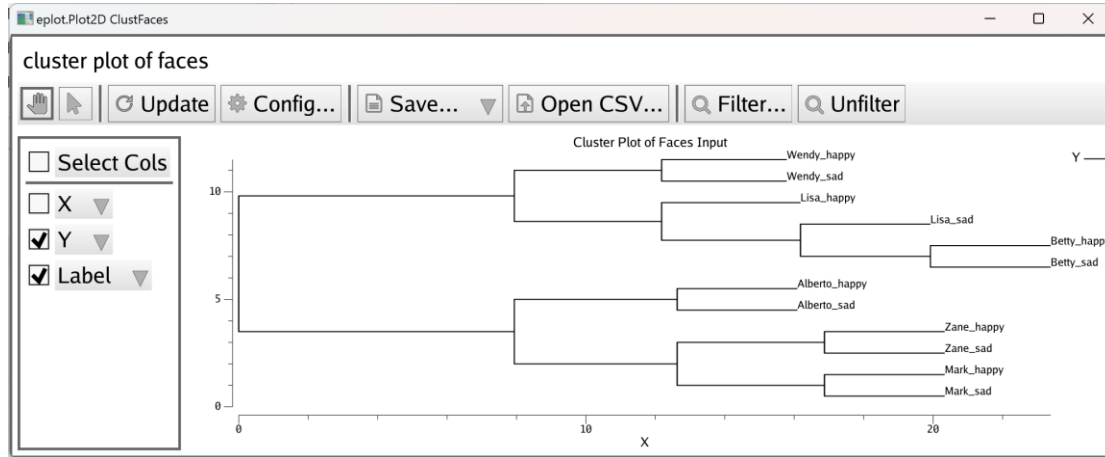 eplot.Plot2D ClustFaces
cluster plot of faces
Update Config... Save... Open CSV... Filter... Unfilter
Select Cols
X
Y
Label
Cluster Plot of Faces Input
Y
Wendy_happy
Wendy_sad
Lisa_happy
Lisa_sad
Betty_happ
Betty_sad
Alberto_happy
Alberto_sad
Zane_happy
Zane_sad
Mark_happy
Mark_sad
10
5
0
0 10 20
X